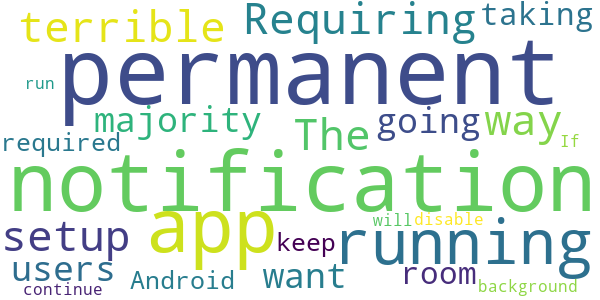 terrible Requiring taking
run permanent
majority The going way
required If
notification
setup app keep running
will disable
users Android want room
continue background